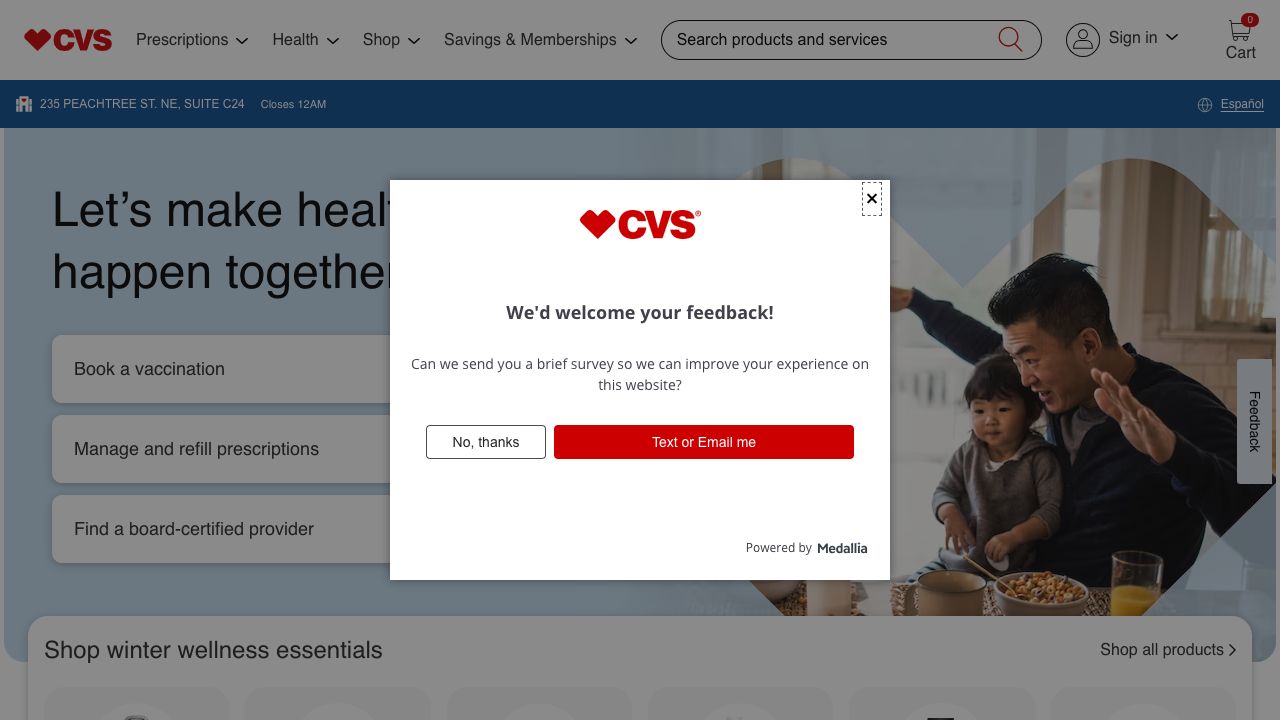 CVS
Prescriptions
Health
Shop
Savings & Memberships
Search products and services
Sign in
0
Cart
235 PEACHTREE ST. NE, SUITE C24
Closes 12AM
Español
Let's make heal
happen together
Book a vaccination
Manage and refill prescriptions
Find a board-certified provider
CVS®
We'd welcome your feedback!
Can we send you a brief survey so we can improve your experience on
this website?
No, thanks
Text or Email me
Powered by Medallia
Feedback
Shop winter wellness essentials
Shop all products